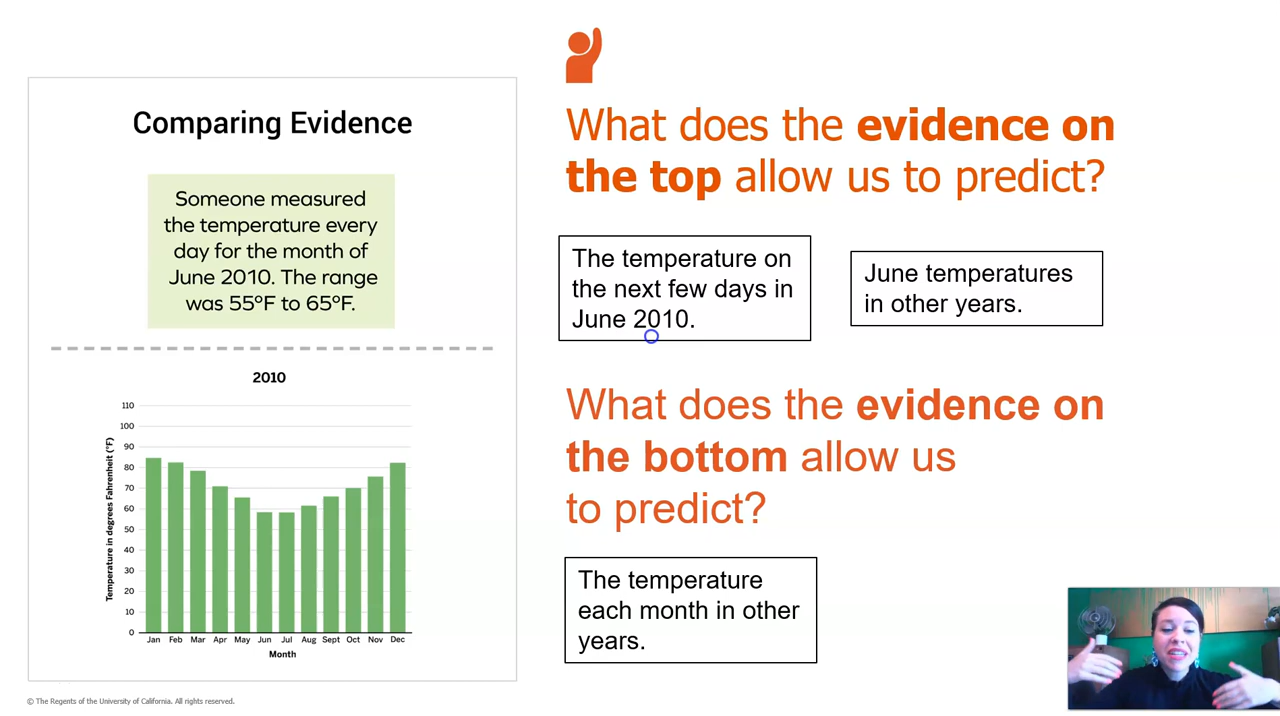 Comparing Evidence
Someone measured
the temperature every
day for the month of
June 2010. The range
was 55°F to 65°F.
2010
Temperature in degrees Fahrenheit (°F)
110
100
90
80
70
60
50
40
30
20
10
0
Jan Feb Mar Apr May Jun Jul Aug Sept Oct Nov Dec
Month
© The Regents of the University of California. All rights reserved.
What does the evidence on
the top allow us to predict?
The temperature on
the next few days in
June 2010.
June temperatures
in other years.
What does the evidence on
the bottom allow us
to predict?
The temperature
each month in other
years.